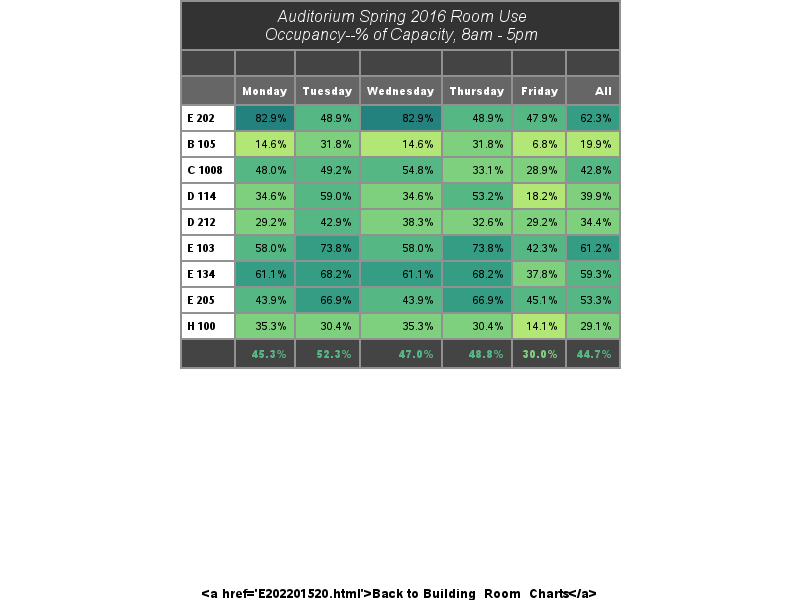 Auditorium Spring 2016 Room Use
Occupancy--% of Capacity, 8am - 5pm
Monday Tuesday Wednesday Thursday Friday All
E 202 82.9% 48.9% 82.9% 48.9% 47.9% 62.3%
B 105 14.6% 31.8% 14.6% 31.8% 6.8% 19.9%
C 1008 48.0% 49.2% 54.8% 33.1% 28.9% 42.8%
D 114 34.6% 59.0% 34.6% 53.2% 18.2% 39.9%
D 212 29.2% 42.9% 38.3% 32.6% 29.2% 34.4%
E 103 58.0% 73.8% 58.0% 73.8% 42.3% 61.2%
E 134 61.1% 68.2% 61.1% 68.2% 37.8% 59.3%
E 205 43.9% 66.9% 43.9% 66.9% 45.1% 53.3%
H 100 35.3% 30.4% 35.3% 30.4% 14.1% 29.1%
45.3% 52.3% 47.0% 48.8% 30.0% 44.7%
<a href='E202201520.html'>Back to Building_Room_Charts</a>